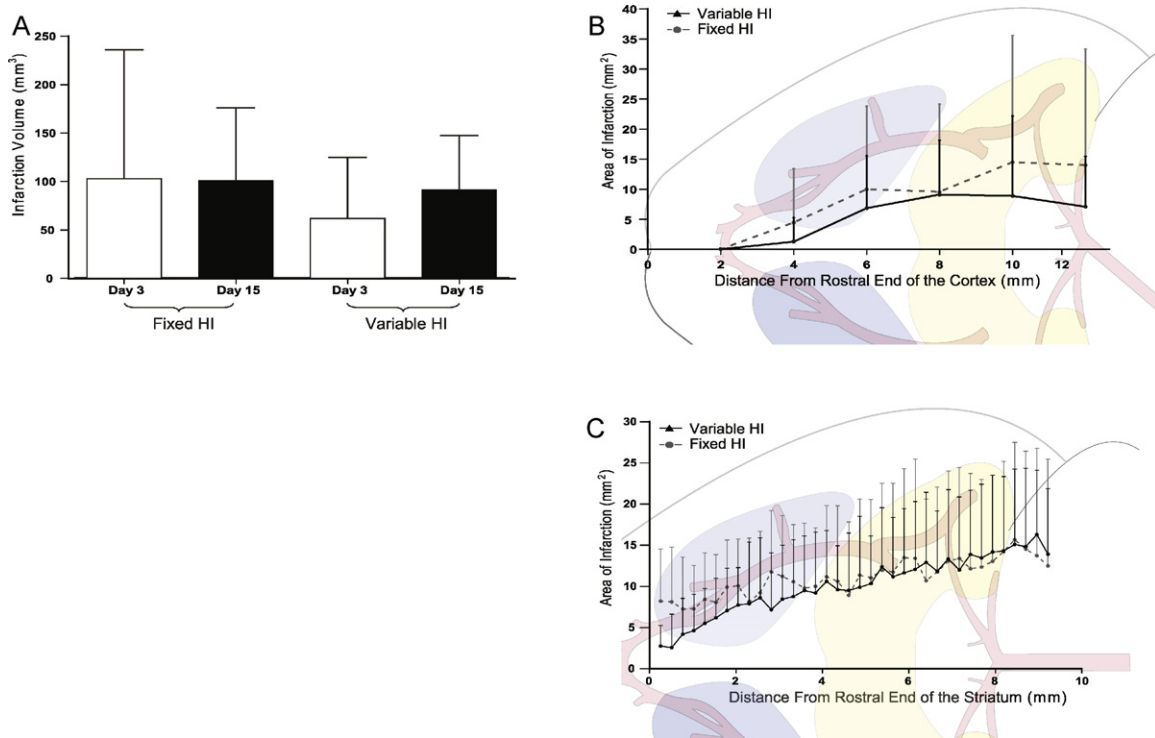 A
Infarction Volume (mm³)
250
200
150
100
50
0
Day 3
Day 15
Day 3
Day 15
Fixed HI
Variable HI
B
Variable HI
Fixed HI
Area of Infarction (mm²)
40
35
30
25
20
15
10
5
0
0 2 4 6 8 10 12
Distance From Rostral End of the Cortex (mm)
C
Variable HI
Fixed HI
Area of Infarction (mm²)
30
25
20
15
10
5
0
0 2 4 6 8 10
Distance From Rostral End of the Striatum (mm)